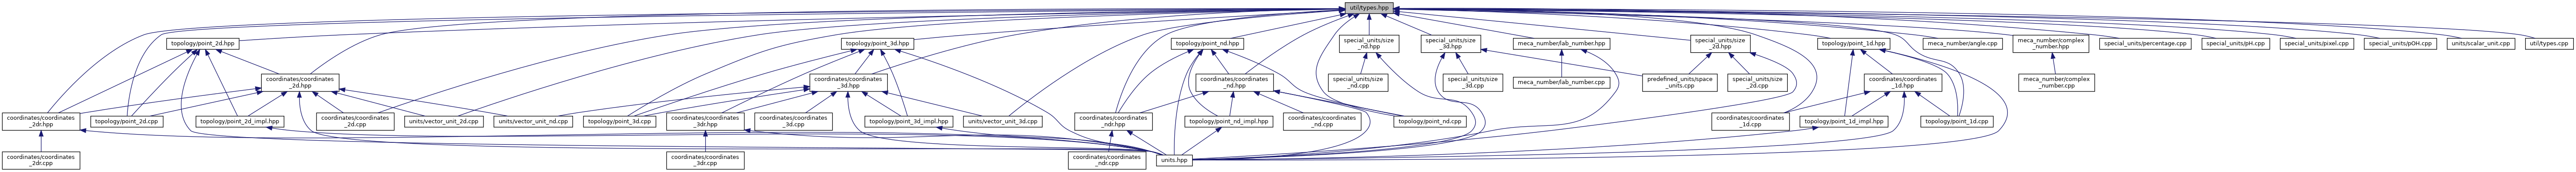 util/types.hpp
topology/point_2d.hpp
topology/point_3d.hpp
topology/point_nd.hpp
special_units/size
_nd.hpp
special_units/size
_3d.hpp
meca_number/lab_number.hpp
special_units/size
_2d.hpp
topology/point_1d.hpp
meca_number/angle.cpp
meca_number/complex
_number.hpp
special_units/percentage.cpp
special_units/pH.cpp
special_units/pixel.cpp
special_units/pOH.cpp
units/scalar_unit.cpp
util/types.cpp
coordinates/coordinates
_2d.hpp
coordinates/coordinates
_3d.hpp
coordinates/coordinates
_nd.hpp
special_units/size
_nd.cpp
special_units/size
_3d.cpp
meca_number/lab_number.cpp
predefined_units/space
_units.cpp
special_units/size
_2d.cpp
coordinates/coordinates
_1d.hpp
meca_number/complex
_number.cpp
coordinates/coordinates
_2dr.hpp
topology/point_2d.cpp
topology/point_2d_impl.hpp
coordinates/coordinates
_2d.cpp
units/vector_unit_2d.cpp
units/vector_unit_nd.cpp
topology/point_3d.cpp
coordinates/coordinates
_3dr.hpp
coordinates/coordinates
_3d.cpp
topology/point_3d_impl.hpp
units/vector_unit_3d.cpp
coordinates/coordinates
_ndr.hpp
topology/point_nd_impl.hpp
coordinates/coordinates
_nd.cpp
topology/point_nd.cpp
coordinates/coordinates
_1d.cpp
topology/point_1d_impl.hpp
topology/point_1d.cpp
coordinates/coordinates
_2dr.cpp
coordinates/coordinates
_3dr.cpp
coordinates/coordinates
_ndr.cpp
units.hpp